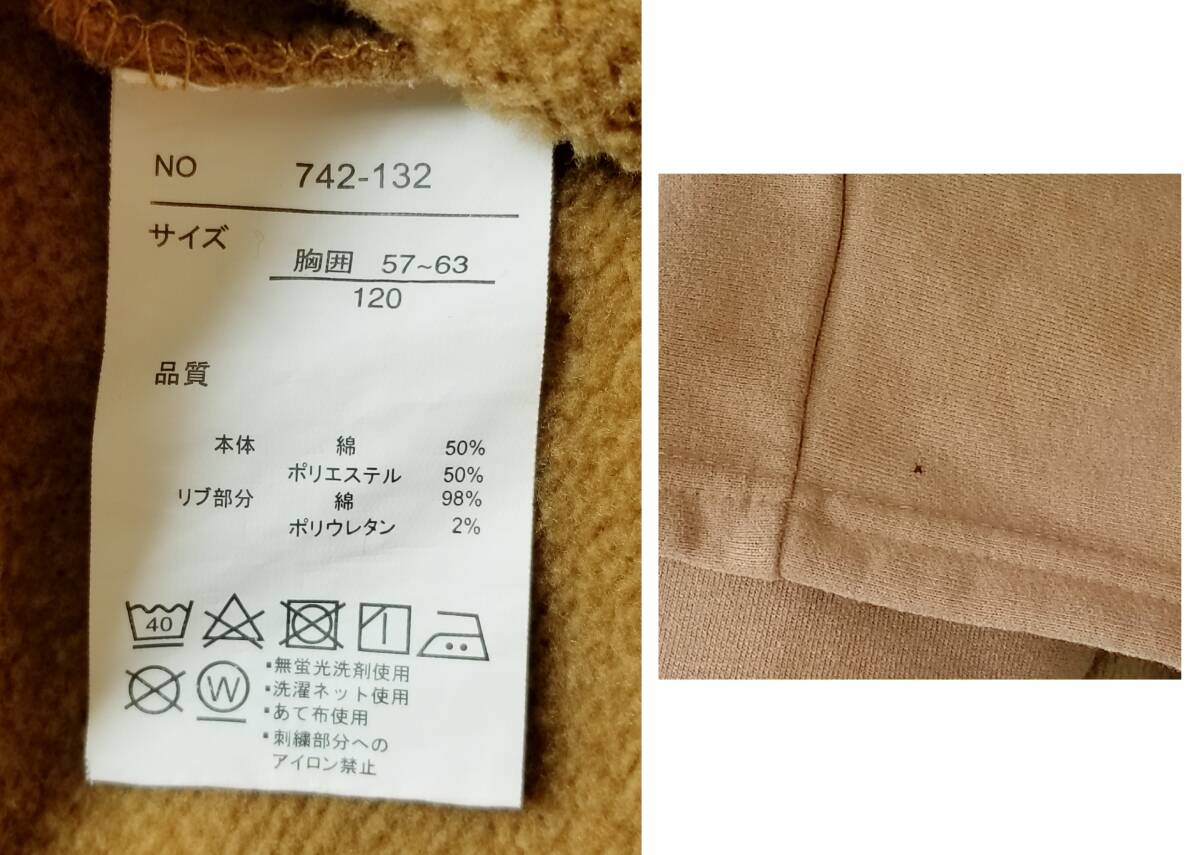 NO 742-132
サイズ
胸囲 57~63
120
品質
本体 綿 50%
ポリエステル 50%
リブ部分 綿 98%
ポリウレタン 2%
40
W
▪無蛍光洗剤使用
▪洗濯ネット使用
▪あて布使用
▪刺繍部分への
アイロン禁止